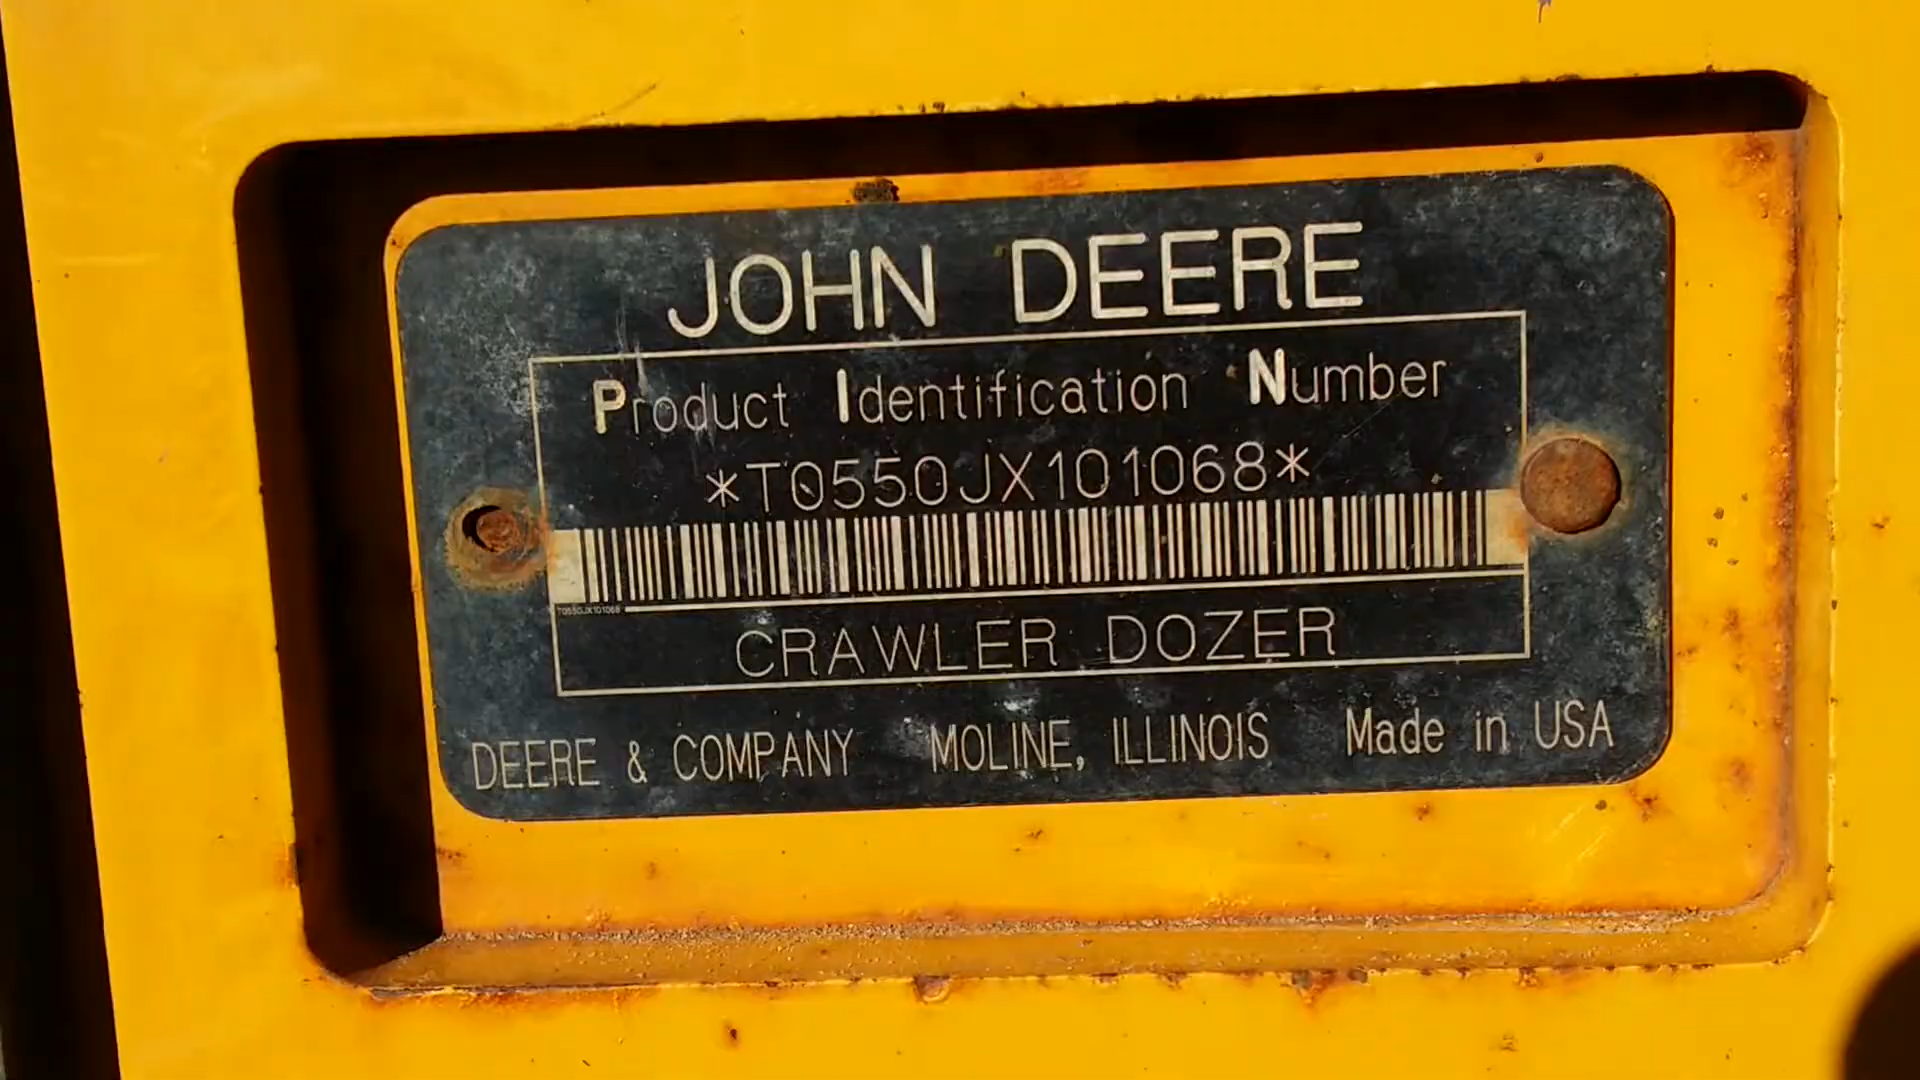 JOHN DEERE
Product Identification Number
*T0550JX101068*
T0550JX101068
CRAWLER DOZER
DEERE & COMPANY MOLINE, ILLINOIS Made in USA